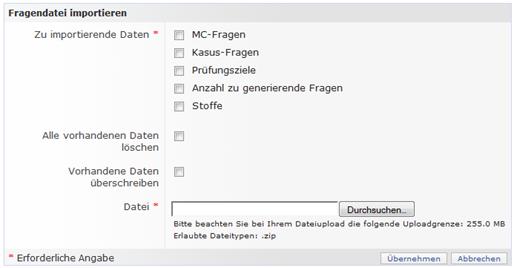 Fragendatei importieren
Zu importierende Daten *
MC-Fragen
Kasus-Fragen
Prüfungsziele
Anzahl zu generierende Fragen
Stoffe
Alle vorhandenen Daten
löschen
Vorhandene Daten
überschreiben
Datei *
Durchsuchen...
Bitte beachten Sie bei Ihrem Dateiupload die folgende Uploadgrenze: 255.0 MB
Erlaubte Dateitypen: .zip
* Erforderliche Angabe
Übernehmen
Abbrechen